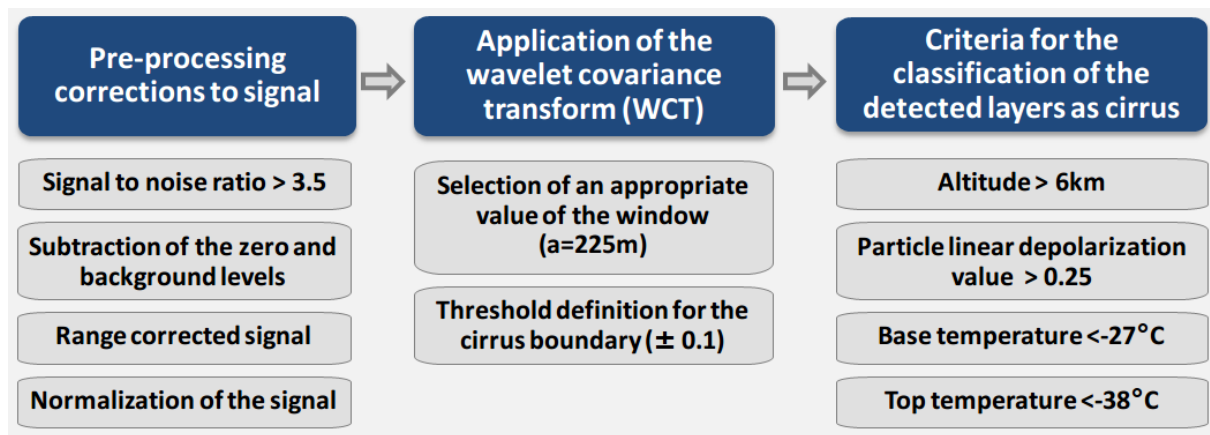 Pre-processing
corrections to signal
Signal to noise ratio > 3.5
Subtraction of the zero and
background levels
Range corrected signal
Normalization of the signal
Application of the
wavelet covariance
transform (WCT)
Selection of an appropriate
value of the window
(a=225m)
Threshold definition for the
cirrus boundary (± 0.1)
Criteria for the
classification of the
detected layers as cirrus
Altitude > 6km
Particle linear depolarization
value > 0.25
Base temperature <-27°C
Top temperature <-38°C